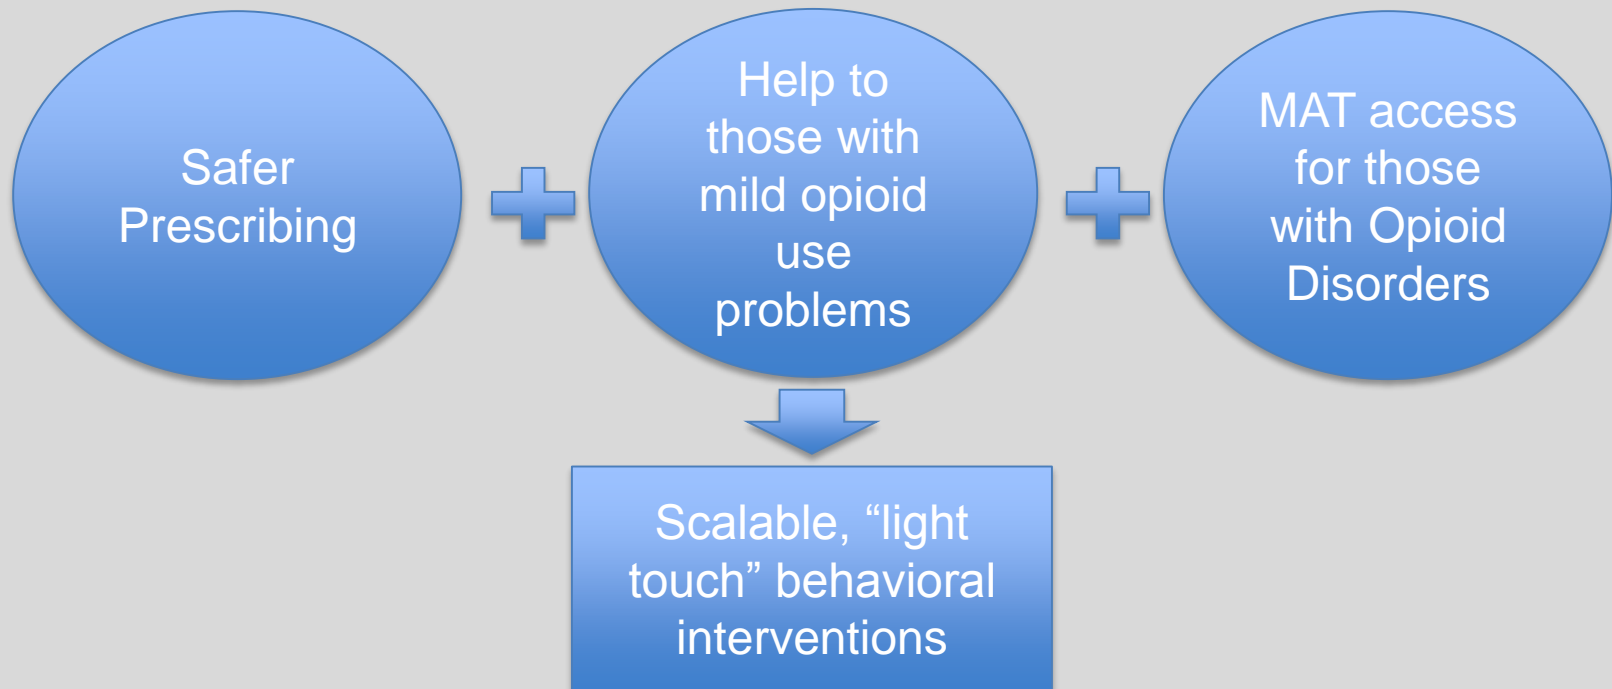 Safer
Prescribing
Help to
those with
mild opioid
use
problems
MAT access
for those
with Opioid
Disorders
Scalable, “light
touch” behavioral
interventions